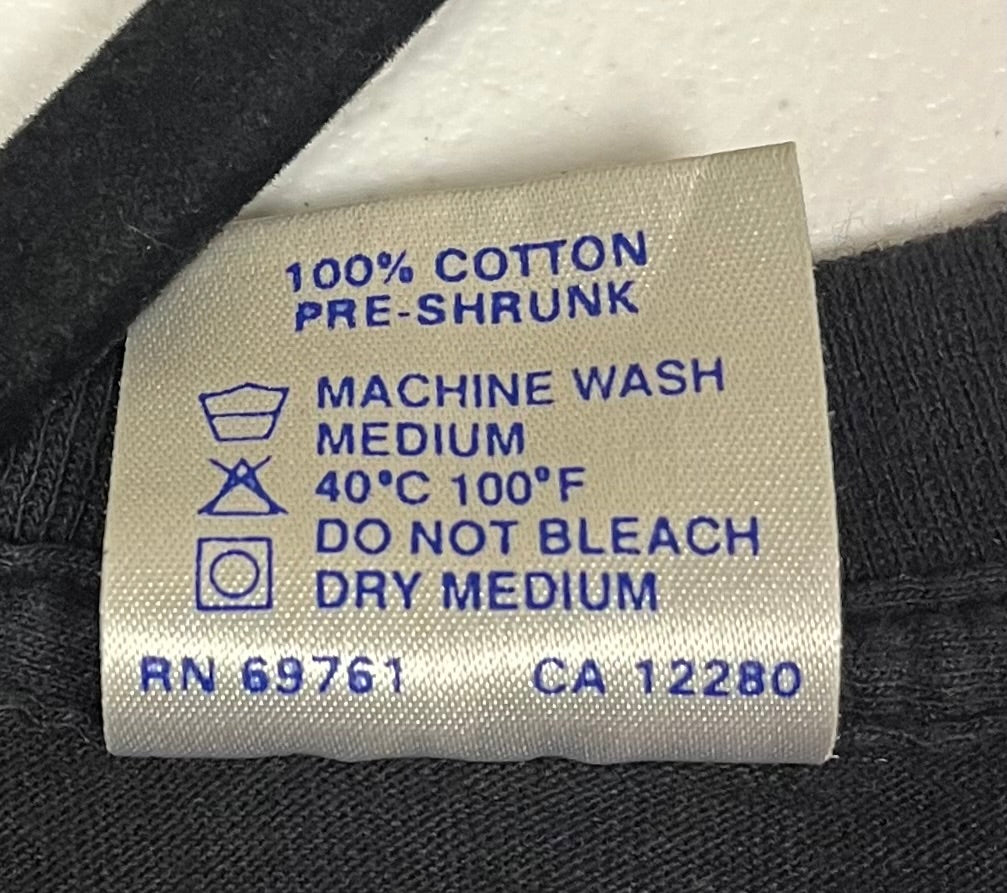 100% COTTON
PRE-SHRUNK
MACHINE WASH
MEDIUM
40°C 100°F
DO NOT BLEACH
DRY MEDIUM
RN 69761 CA 12280